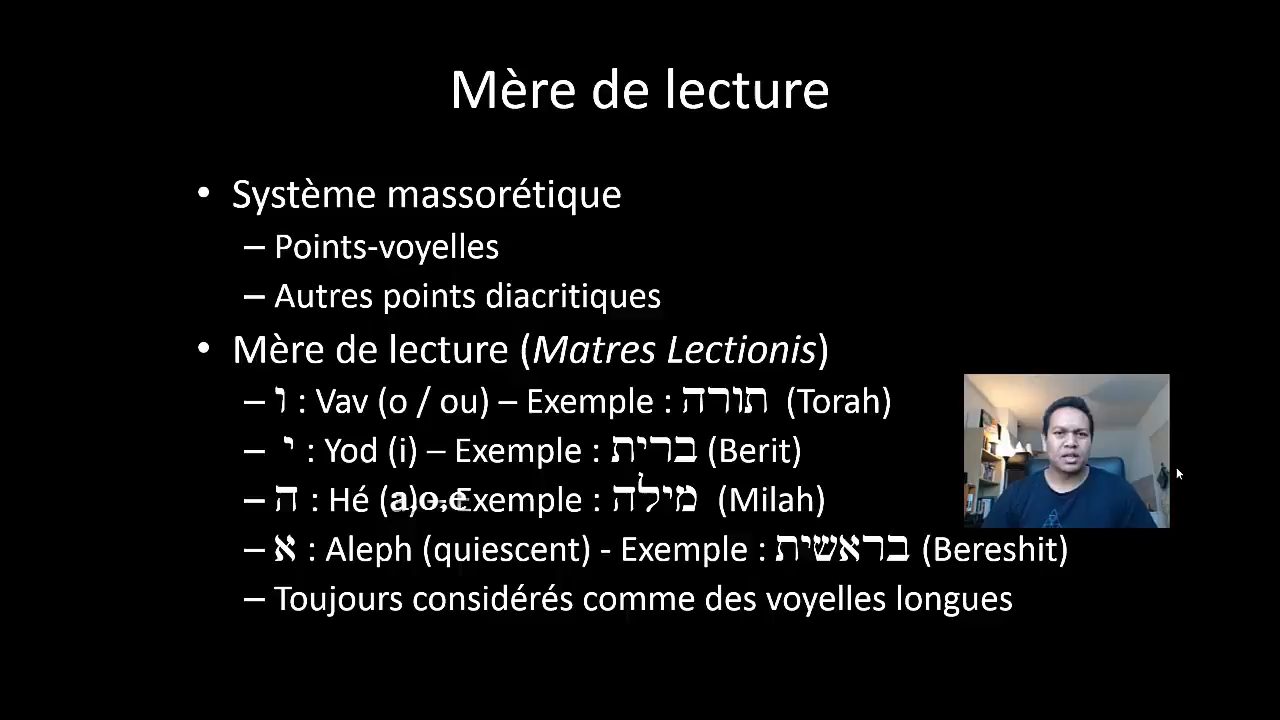 Mère de lecture
• Système massorétique
– Points-voyelles
– Autres points diacritiques
• Mère de lecture (Matres Lectionis)
– ו : Vav (o / ou) – Exemple : תורה (Torah)
– י : Yod (i) – Exemple : ברית (Berit)
– ה : Hé (a) – Exemple : מילה (Milah)
a,o,e
– א : Aleph (quiescent) - Exemple : בראשית (Bereshit)
– Toujours considérés comme des voyelles longues